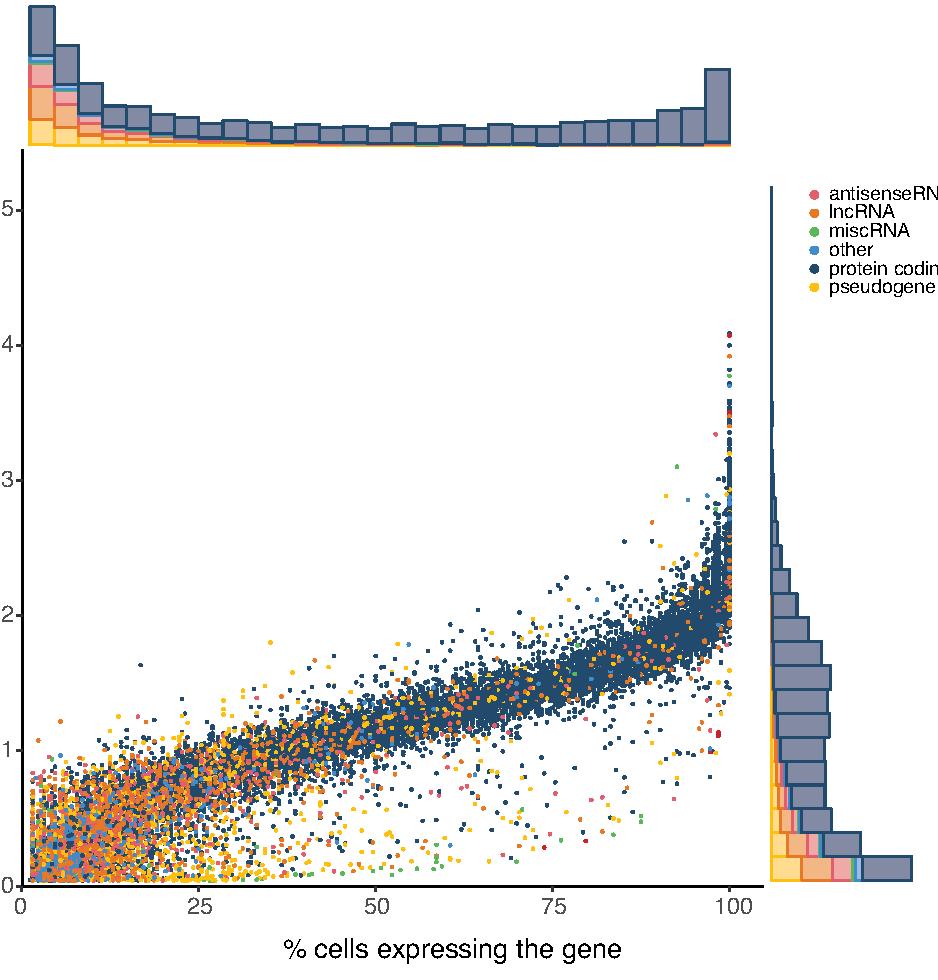 antisenseRN
lncRNA
miscRNA
other
protein codin
pseudogene
5
4
3
2
1
0
0 25 50 75 100
% cells expressing the gene